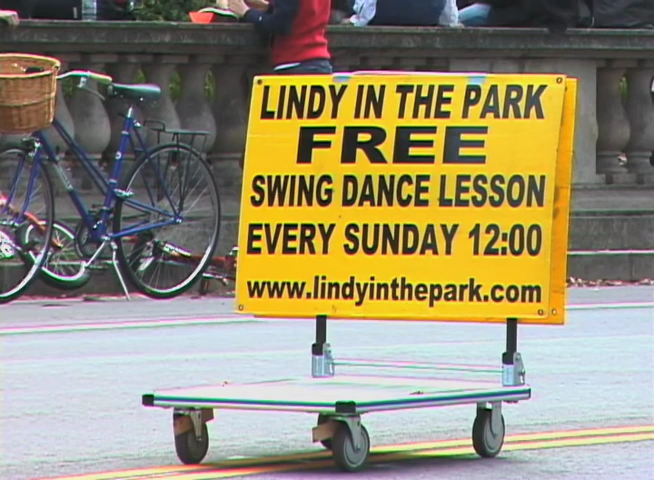 LINDY IN THE PARK
FREE
SWING DANCE LESSON
EVERY SUNDAY 12:00
www.lindyinthepark.com